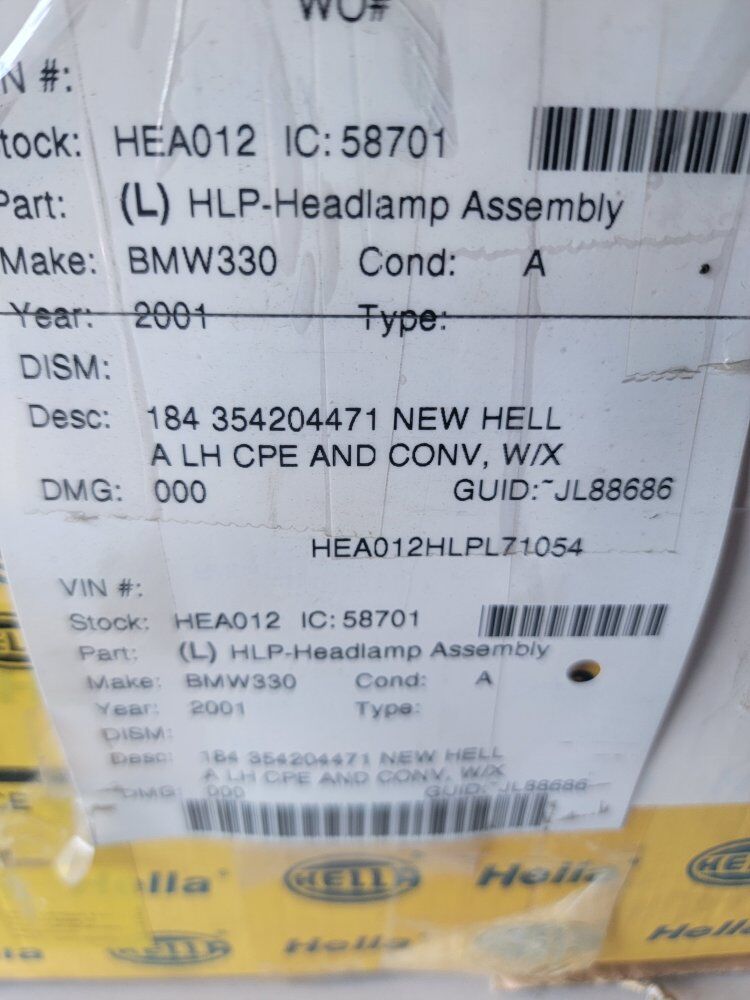 WO#
N #:
tock: HEA012 IC: 58701
Part: (L) HLP-Headlamp Assembly
Make: BMW330 Cond: A
Year: 2001 Type:
DISM:
Desc: 184 354204471 NEW HELL
A LH CPE AND CONV, W/X
DMG: 000 GUID:~JL88686
HEA012HLPL71054
VIN #:
Stock: HEA012 IC: 58701
Part: (L) HLP-Headlamp Assembly
Make: BMW330 Cond: A
Year: 2001 Type:
DISM:
Desc: 184 354204471 NEW HELL
A LH CPE AND CONV, W/X
DMG: 000 GUID:~JL88686
lla HELLA Hella HE
HELLA Hella Hell